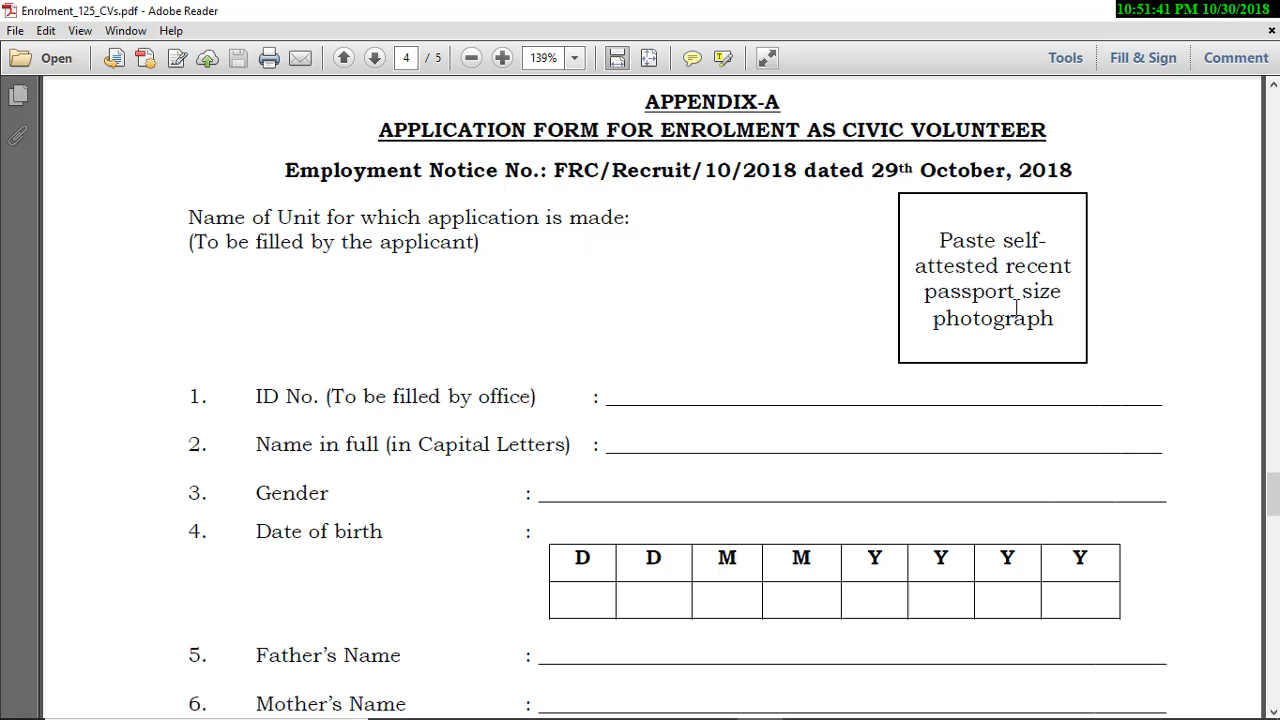 Enrolment_125_CVs.pdf - Adobe Reader
10:51:41 PM 10/30/2018
File Edit View Window Help
Open 4 / 5 139% Tools Fill & Sign Comment
APPENDIX-A
APPLICATION FORM FOR ENROLMENT AS CIVIC VOLUNTEER
Employment Notice No.: FRC/Recruit/10/2018 dated 29th October, 2018
Name of Unit for which application is made:
(To be filled by the applicant)
Paste self-
attested recent
passport size
photograph
1. ID No. (To be filled by office) :
2. Name in full (in Capital Letters) :
3. Gender :
4. Date of birth :
D D M M Y Y Y Y
5. Father’s Name :
6. Mother’s Name :